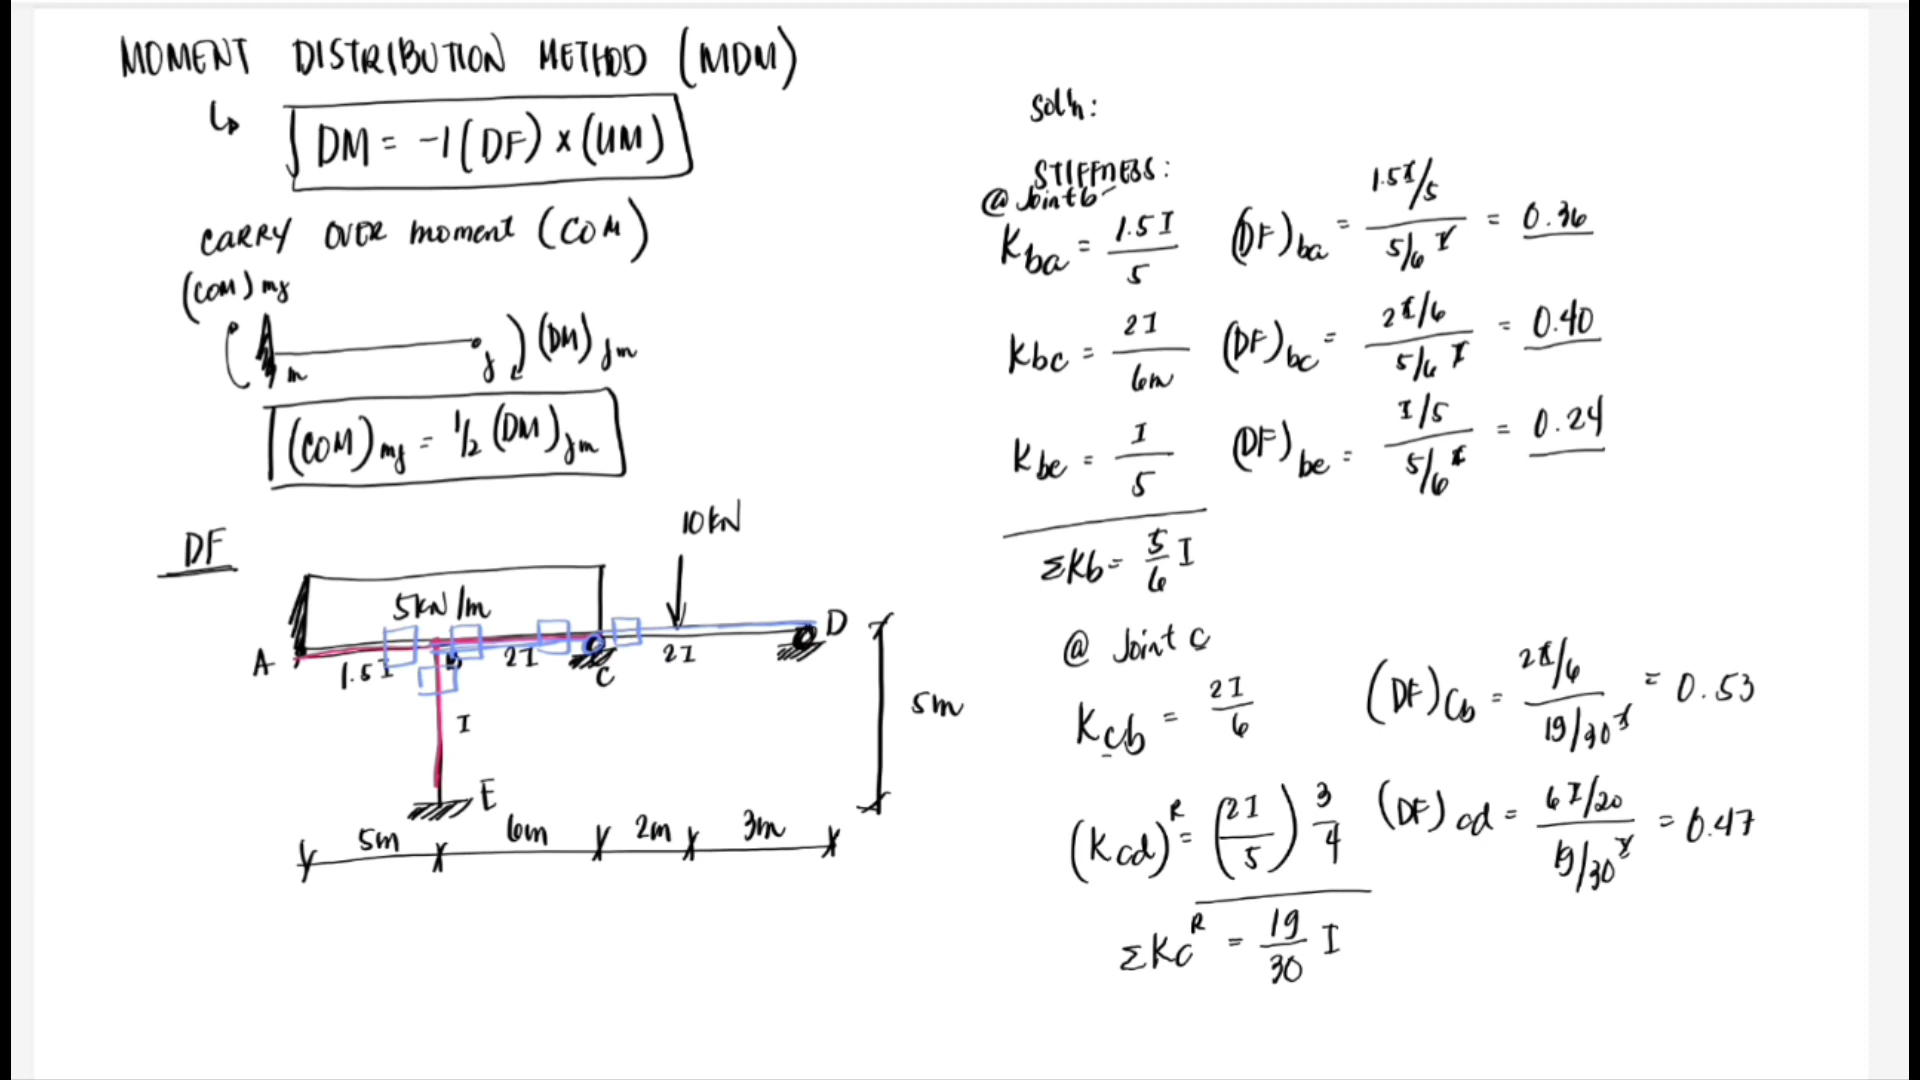 MOMENT DISTRIBUTION METHOD (MDM)
↳ DM = -1 (DF) × (UM)
CARRY OVER moment (COM)
(COM) mj
m j (DM) jm
(COM) mj = 1/2 (DM) jm
DF
10 kN
5kN/m
A 1.5I B 2I C 2I D
I
5m
E
5m 6m 2m 3m
Sol'n:
STIFFNESS:
@ Joint b
Kba = 1.5I / 5 (DF)ba = 1.5I/5 / 5/6 I = 0.36
Kbc = 2I / 6m (DF)bc = 2I/6 / 5/6 I = 0.40
Kbe = I / 5 (DF)be = I/5 / 5/6 I = 0.24
ΣKb = 5/6 I
@ Joint C
Kcb = 2I / 6 (DF)cb = 2I/6 / 19/30 I = 0.53
(Kcd)^R = (2I / 5) 3/4 (DF)cd = 6I/20 / 19/30 I = 0.47
ΣKc^R = 19/30 I